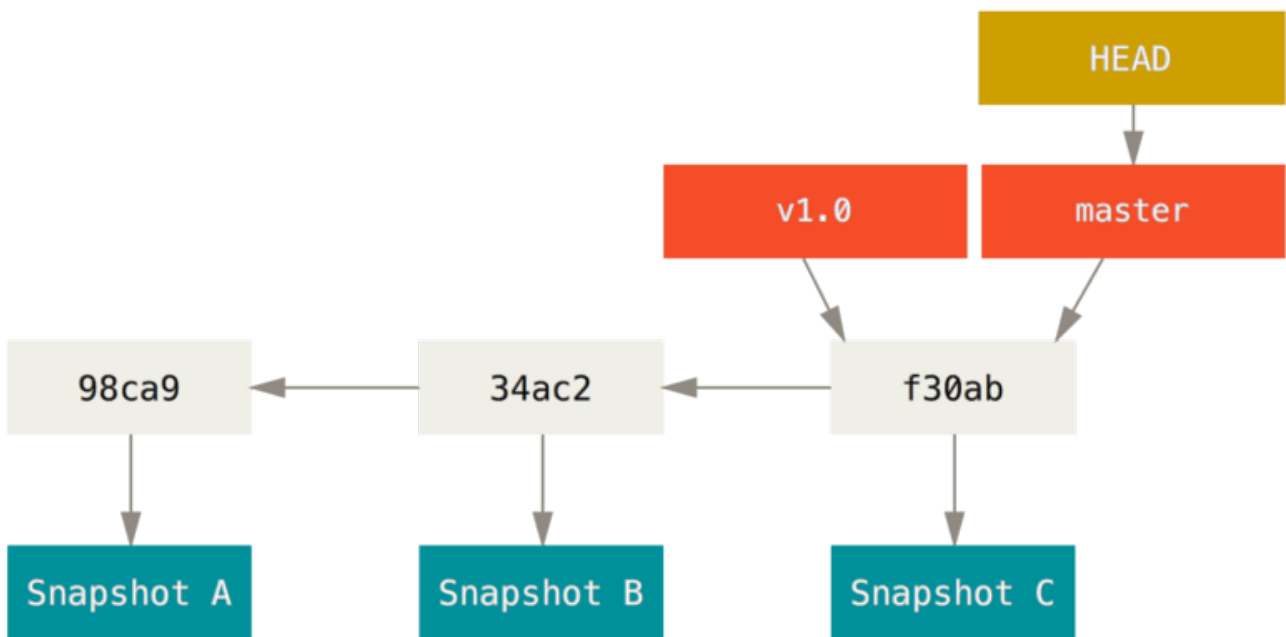 HEAD
v1.0
master
98ca9
34ac2
f30ab
Snapshot A
Snapshot B
Snapshot C